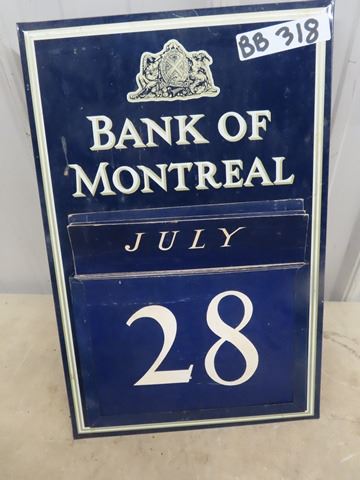 BB 318
BANK OF
MONTREAL
JULY
28